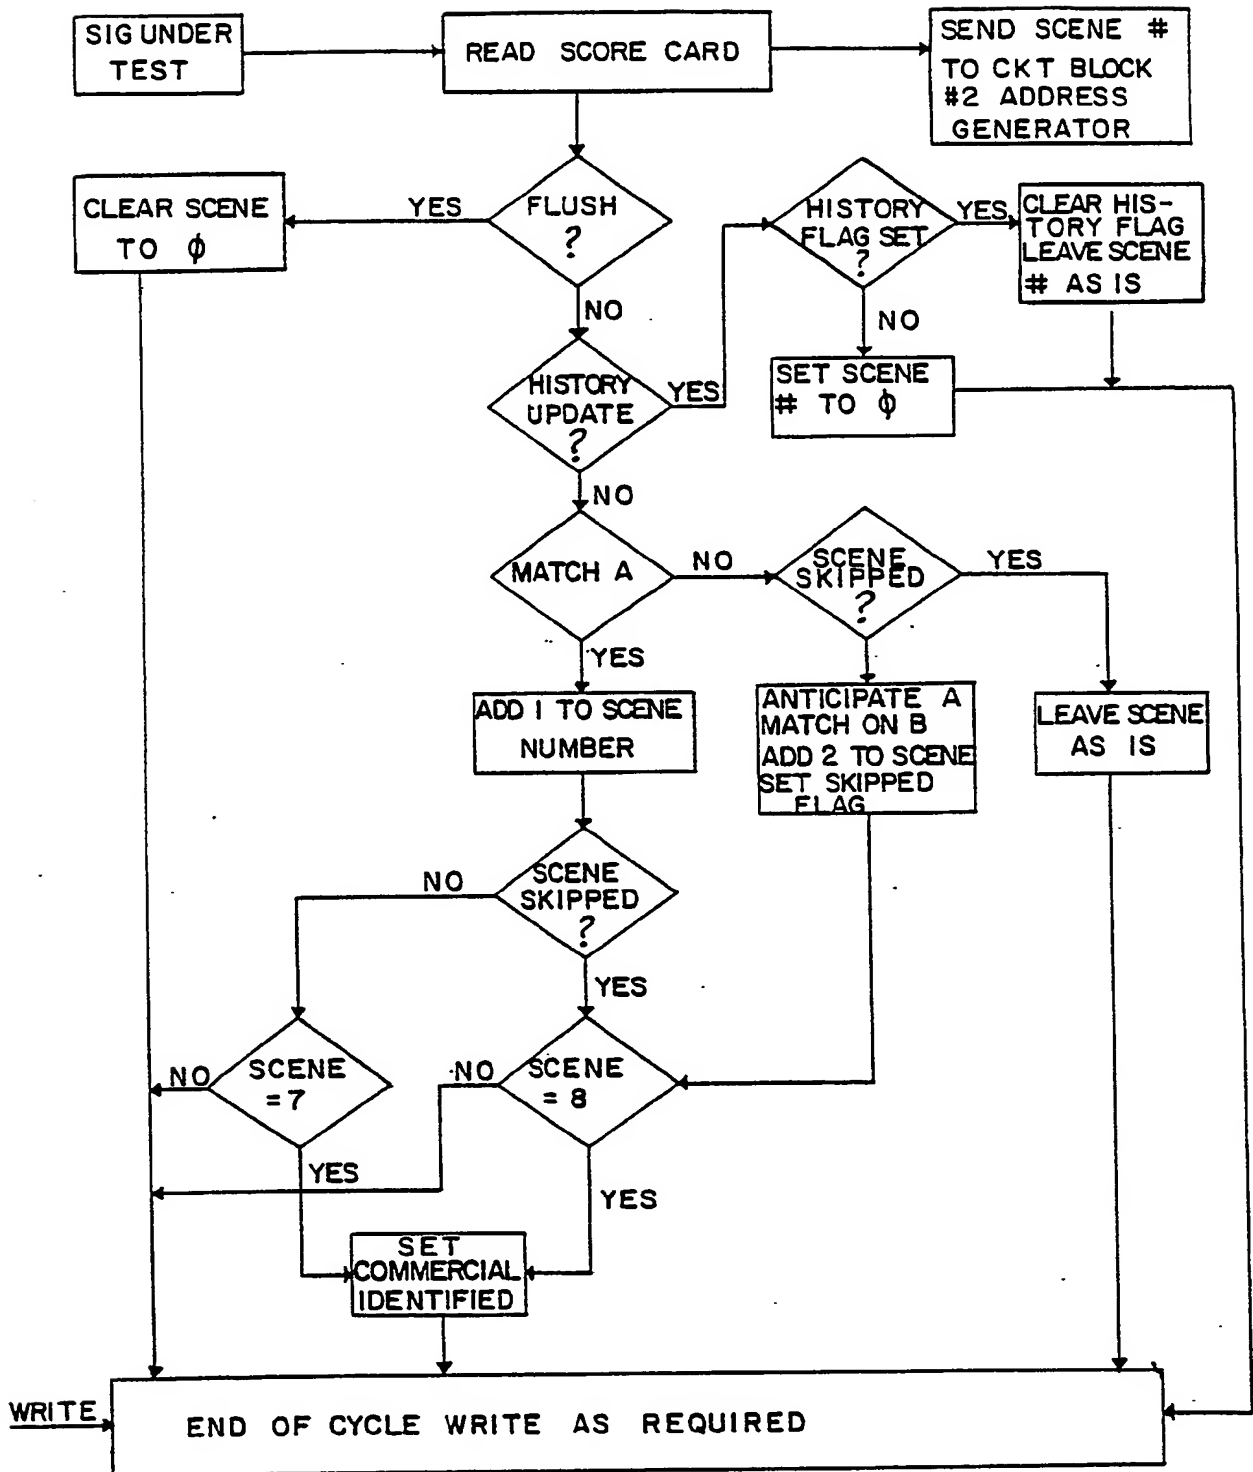 SIG UNDER
TEST
READ SCORE CARD
SEND SCENE #
TO CKT BLOCK
#2 ADDRESS
GENERATOR
CLEAR SCENE
TO ϕ
YES
FLUSH
?
NO
HISTORY
FLAG SET
?
YES
CLEAR HIS-
TORY FLAG
LEAVE SCENE
# AS IS
NO
HISTORY
UPDATE
?
YES
SET SCENE
# TO ϕ
NO
MATCH A
NO
SCENE
SKIPPED
?
YES
YES
ADD 1 TO SCENE
NUMBER
ANTICIPATE A
MATCH ON B
ADD 2 TO SCENE
SET SKIPPED
FLAG
LEAVE SCENE
AS IS
NO
SCENE
SKIPPED
?
YES
NO
SCENE
= 7
NO
SCENE
= 8
YES
YES
SET
COMMERCIAL
IDENTIFIED
WRITE
END OF CYCLE WRITE AS REQUIRED